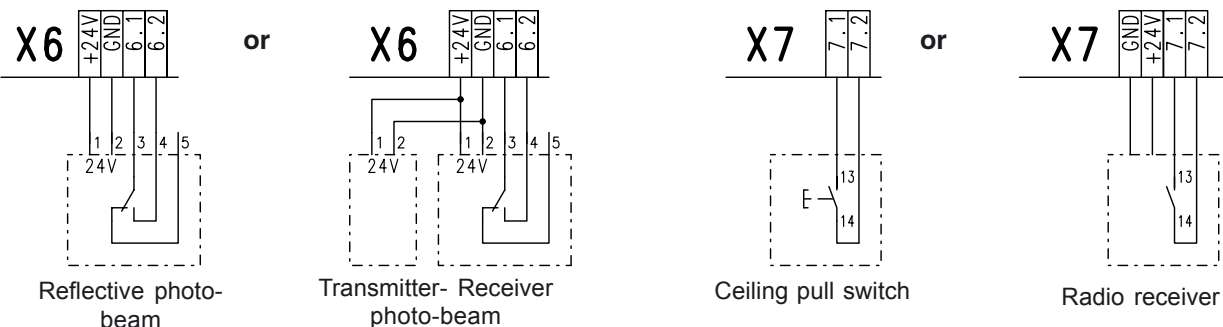 X6 +24V GND 6.1 6.2
or
X6 +24V GND 6.1 6.2
X7 7.1 7.2
or
X7 GND +24V 7.1 7.2
1 2 3 4 5
24V
1 2
24V
1 2 3 4 5
24V
13
14
13
14
Reflective photo-
beam
Transmitter- Receiver
photo-beam
Ceiling pull switch
Radio receiver